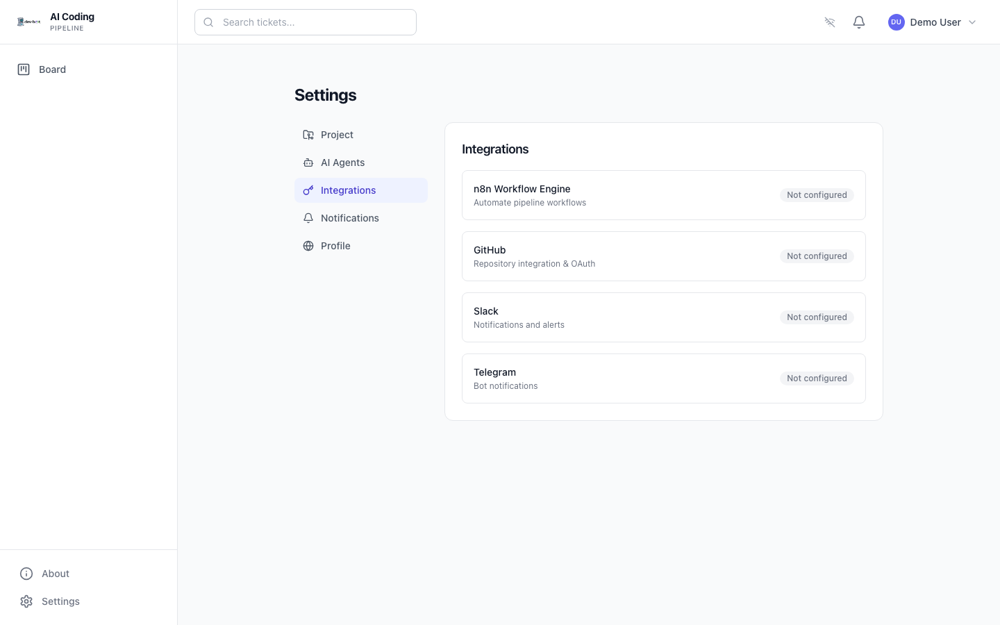 dev-bot
AI Coding
PIPELINE
Search tickets...
DU
Demo User
Board
Settings
Project
AI Agents
Integrations
Notifications
Profile
Integrations
n8n Workflow Engine
Automate pipeline workflows
Not configured
GitHub
Repository integration & OAuth
Not configured
Slack
Notifications and alerts
Not configured
Telegram
Bot notifications
Not configured
About
Settings